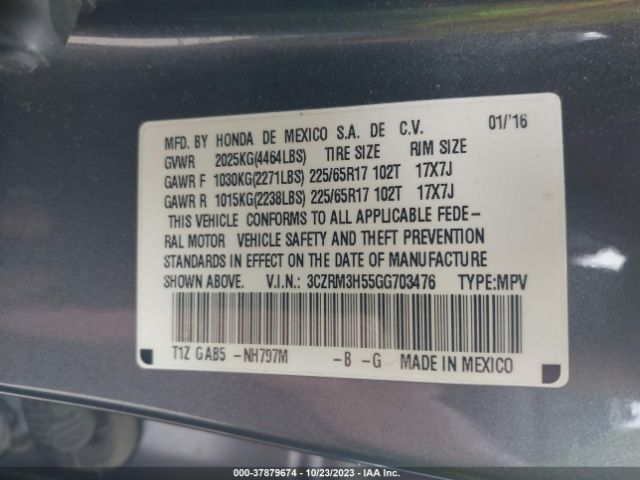 MFD. BY HONDA DE MEXICO S.A. DE C.V. 01/'16
GVWR 2025KG(4464LBS) TIRE SIZE RIM SIZE
GAWR F 1030KG(2271LBS) 225/65R17 102T 17X7J
GAWR R 1015KG(2238LBS) 225/65R17 102T 17X7J
THIS VEHICLE CONFORMS TO ALL APPLICABLE FEDE-
RAL MOTOR VEHICLE SAFETY AND THEFT PREVENTION
STANDARDS IN EFFECT ON THE DATE OF MANUFACTURE
SHOWN ABOVE. V.I.N.: 3CZRM3H55GG703476 TYPE:MPV
T1Z GAB5 -NH797M -B -G MADE IN MEXICO
000-37879674 / 10/23/2023 / IAA Inc.